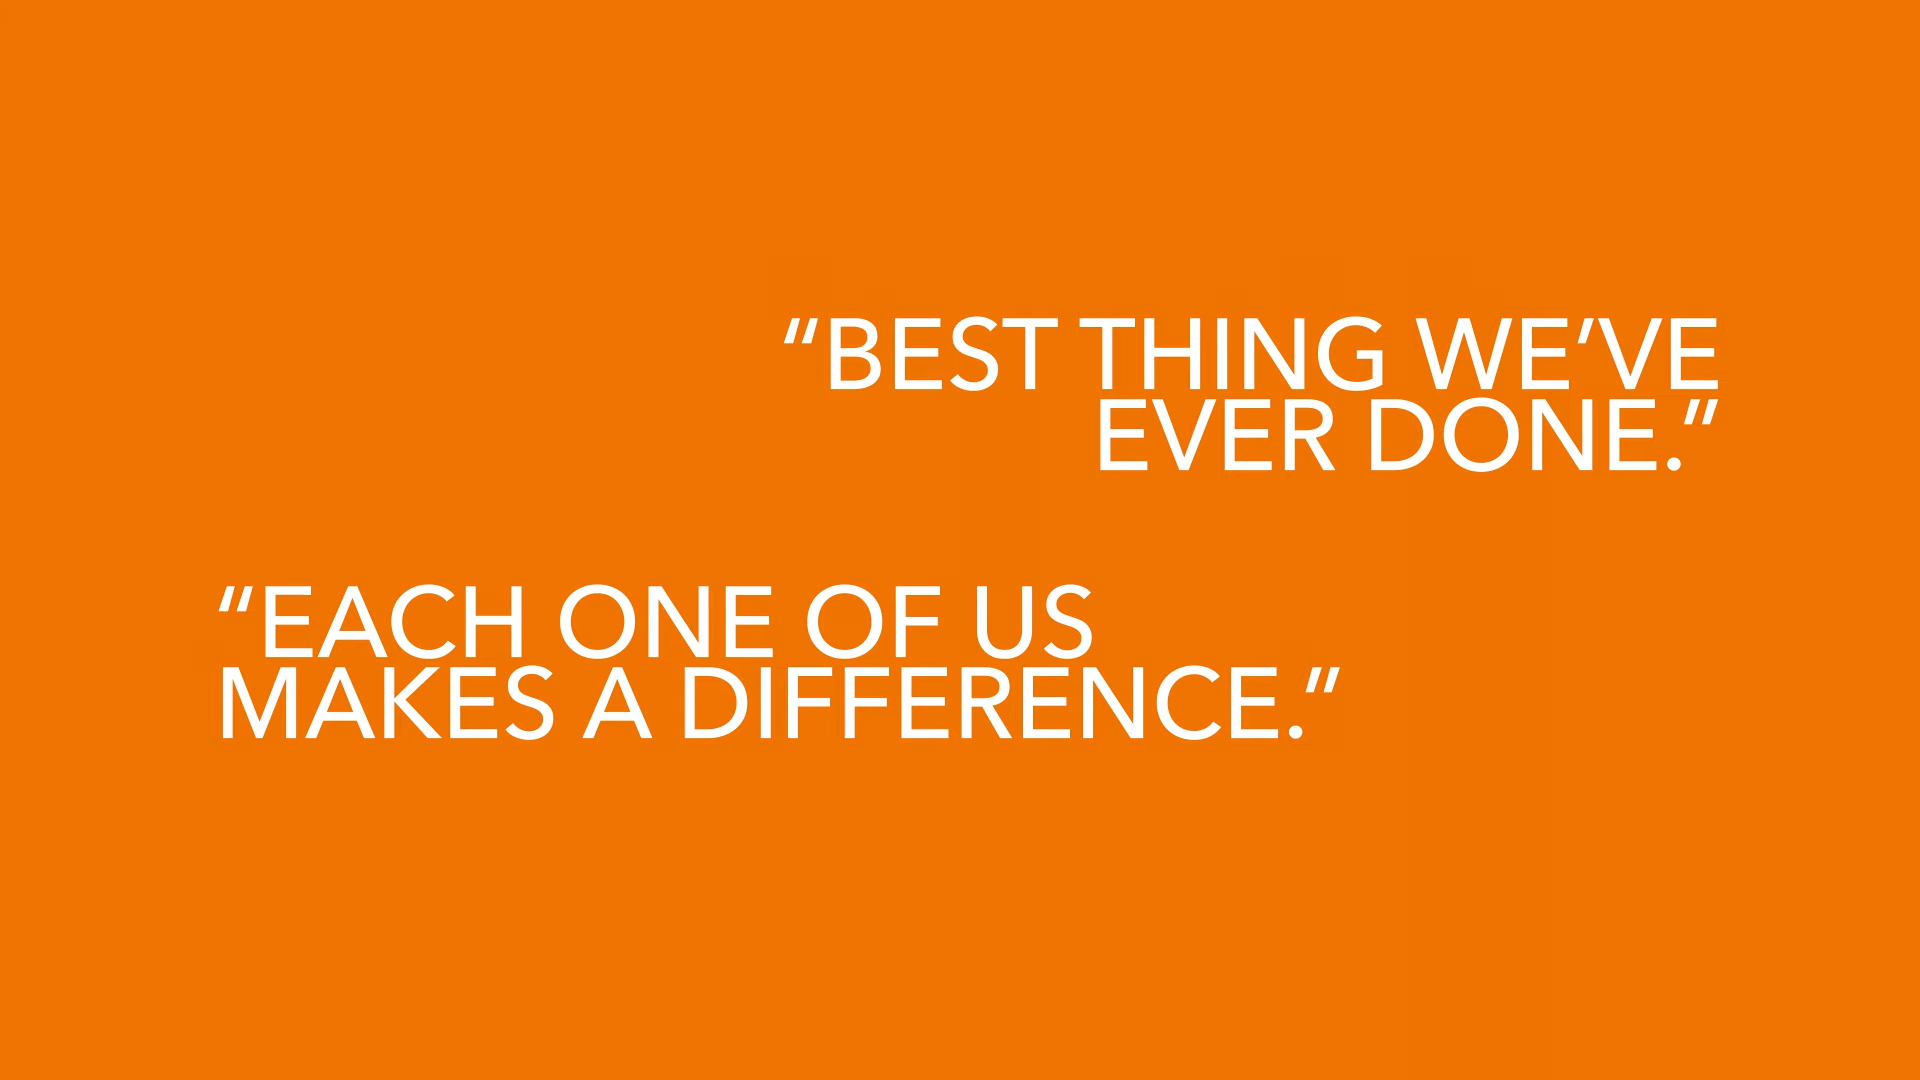 “BEST THING WE’VE
EVER DONE.”
“EACH ONE OF US
MAKES A DIFFERENCE.”